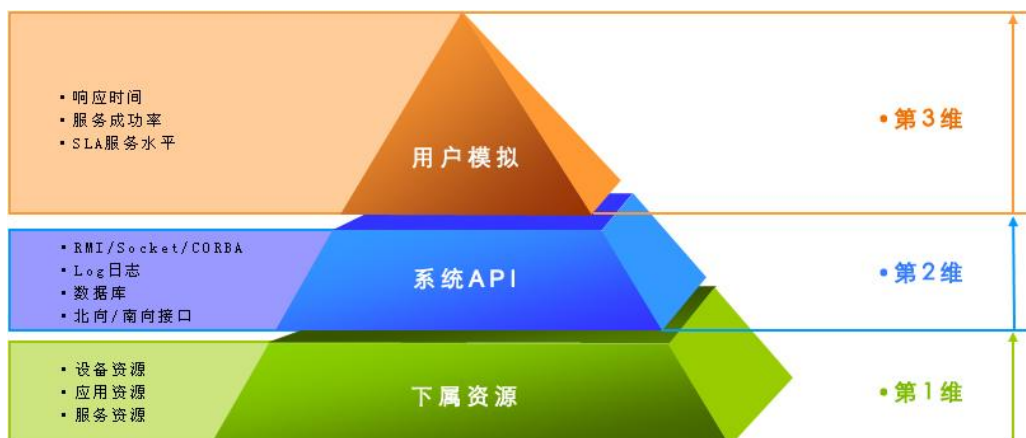 • 响应时间
• 服务成功率
• SLA服务水平
用户模拟
• 第3维
• RMI/Socket/CORBA
• Log日志
• 数据库
• 北向/南向接口
系统API
• 第2维
• 设备资源
• 应用资源
• 服务资源
下属资源
• 第1维